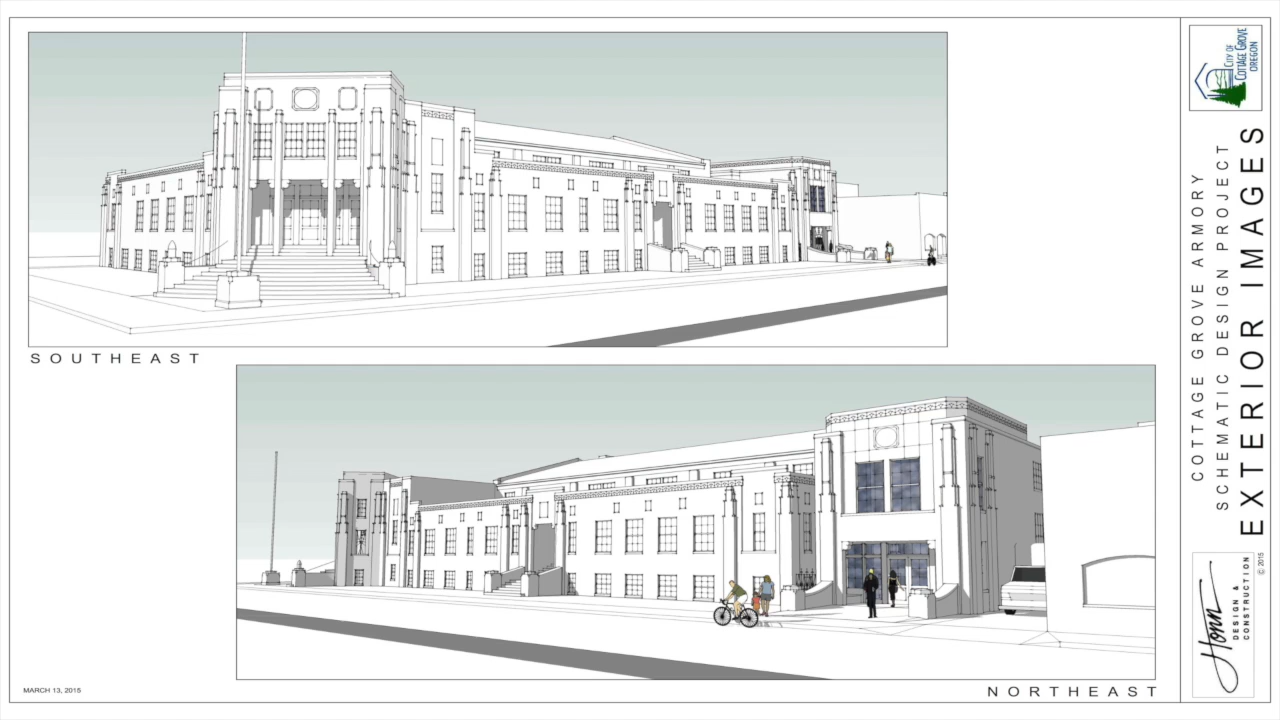 SOUTHEAST
NORTHEAST
MARCH 13, 2015
CITY OF
COTTAGE GROVE
OREGON
COTTAGE GROVE ARMORY
SCHEMATIC DESIGN PROJECT
EXTERIOR IMAGES
Honn
DESIGN &
CONSTRUCTION
© 2015